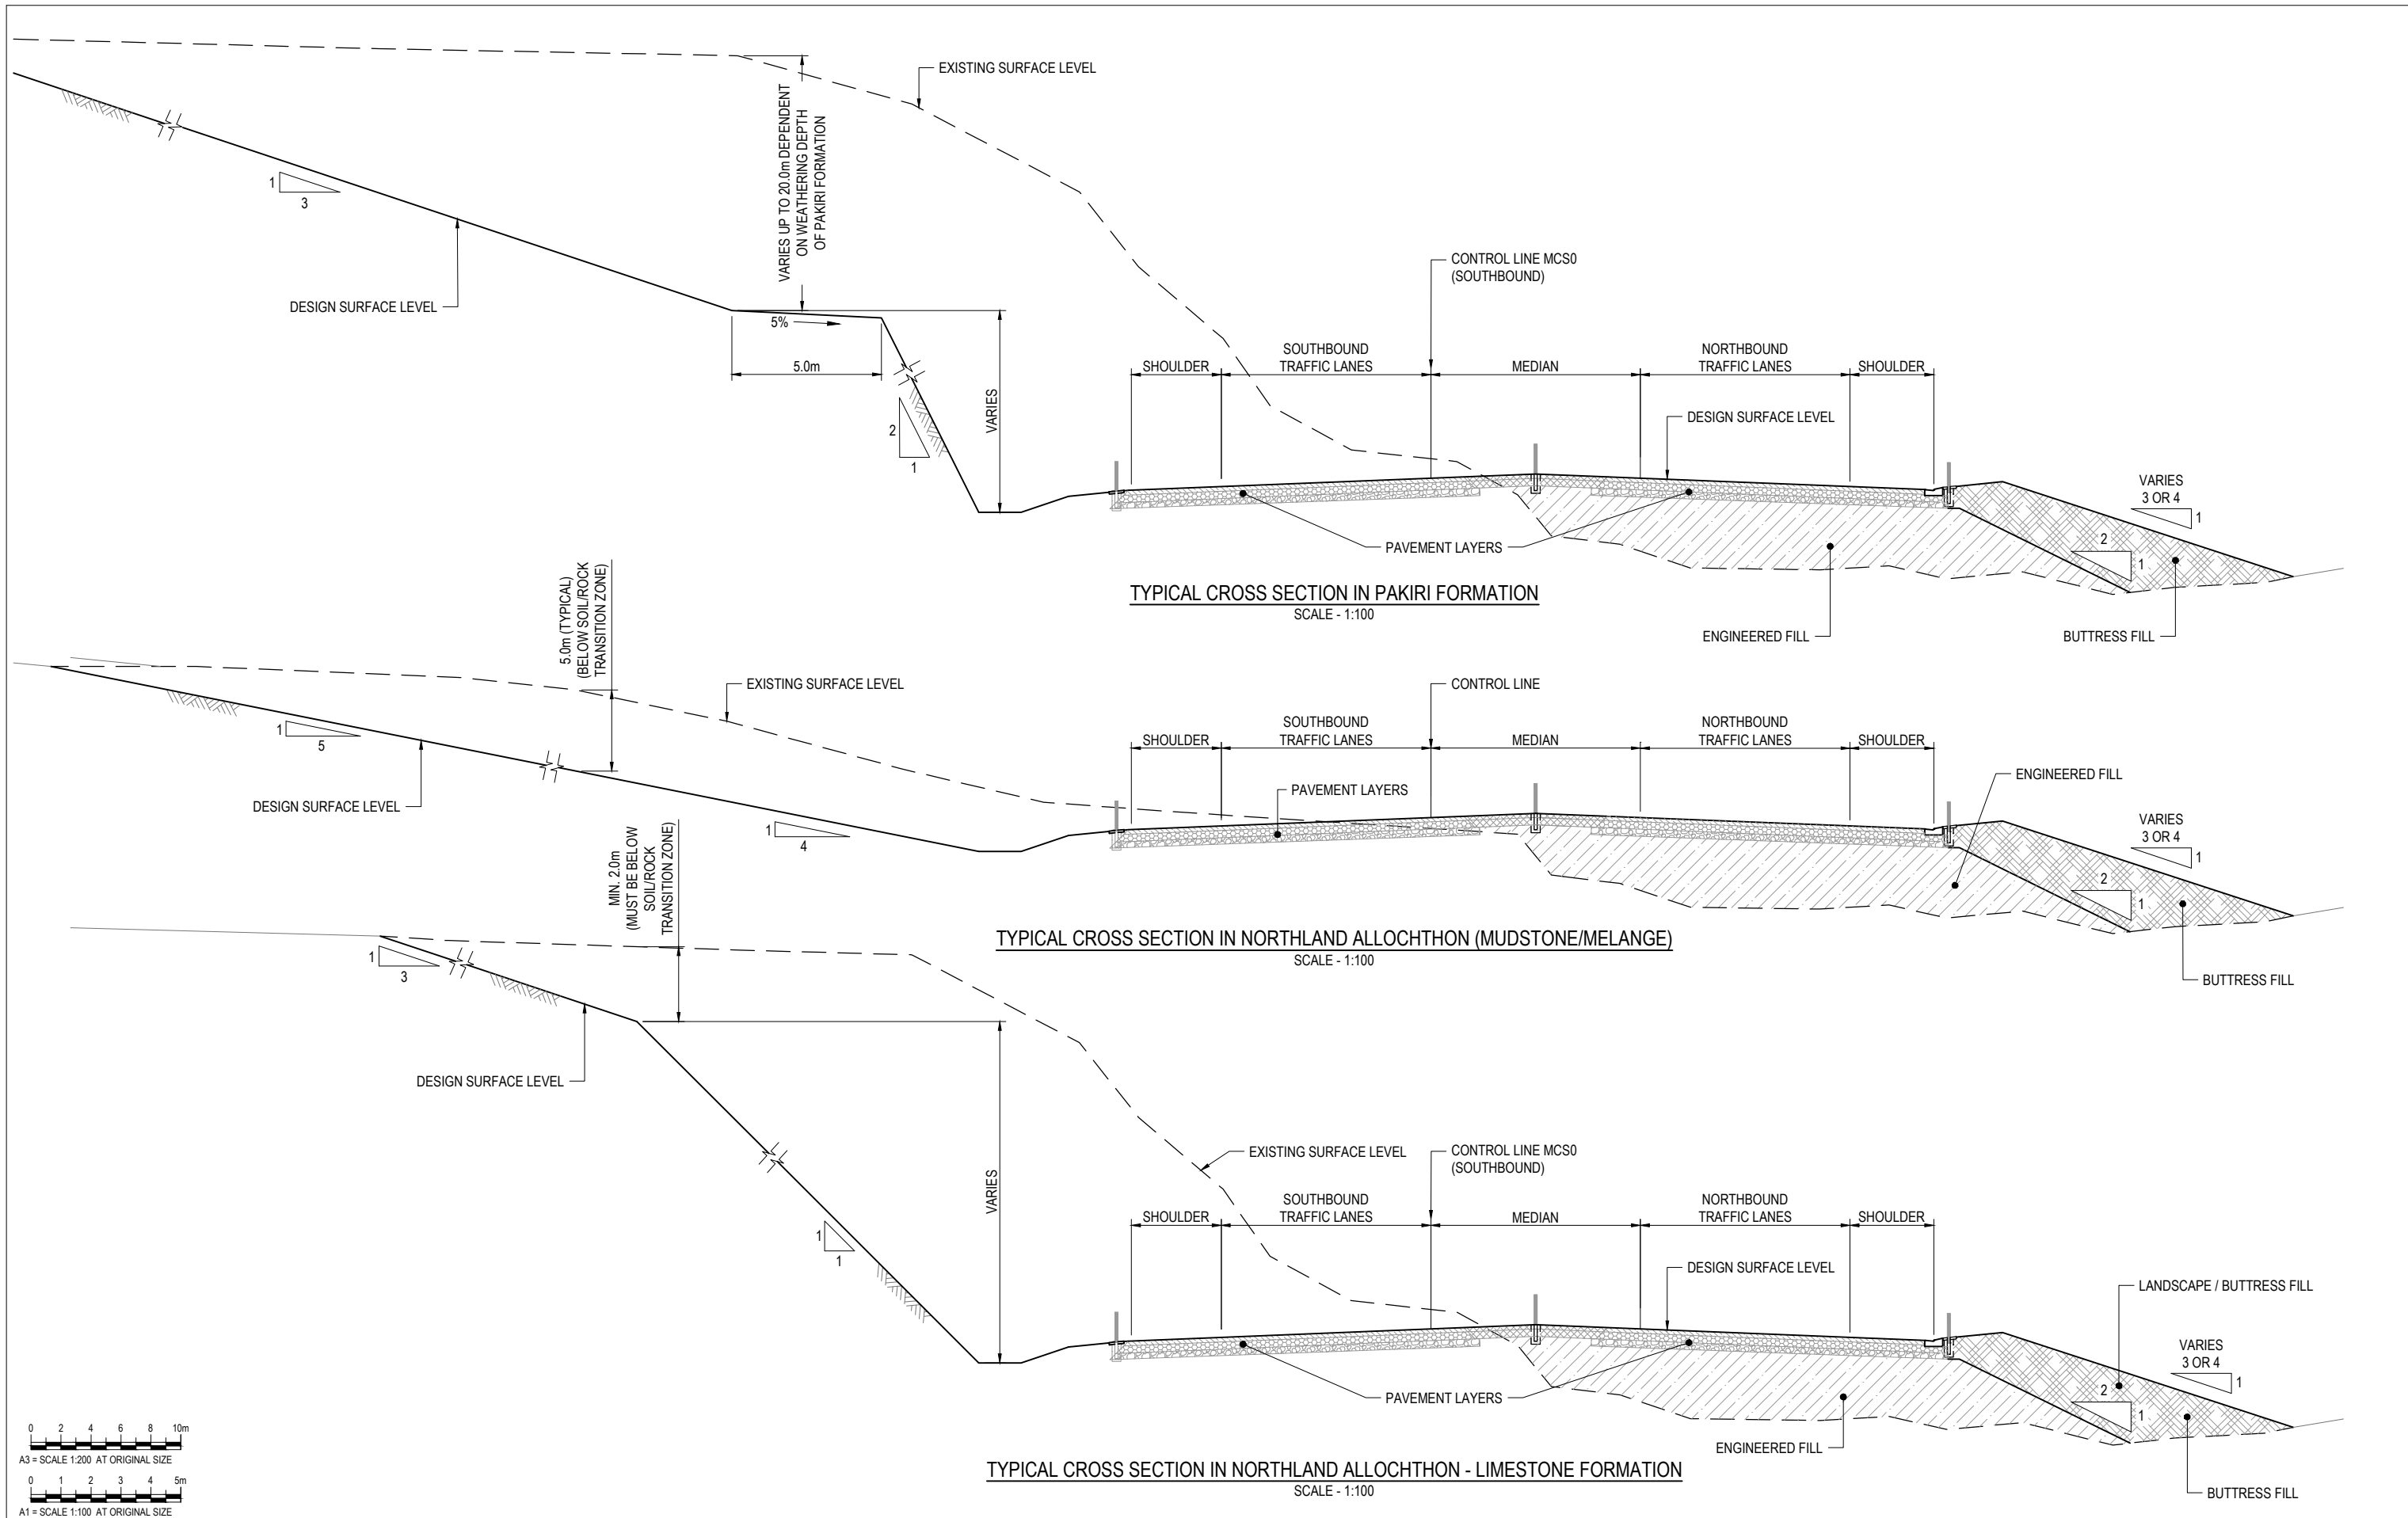 EXISTING SURFACE LEVEL
VARIES UP TO 20.0m DEPENDENT
ON WEATHERING DEPTH
OF PAKIRI FORMATION
1
3
DESIGN SURFACE LEVEL
5%
5.0m
2
1
VARIES
CONTROL LINE MCS0
(SOUTHBOUND)
SHOULDER
SOUTHBOUND
TRAFFIC LANES
MEDIAN
NORTHBOUND
TRAFFIC LANES
SHOULDER
DESIGN SURFACE LEVEL
VARIES
3 OR 4
1
2
1
PAVEMENT LAYERS
ENGINEERED FILL
BUTTRESS FILL
TYPICAL CROSS SECTION IN PAKIRI FORMATION
SCALE - 1:100
5.0m (TYPICAL)
(BELOW SOIL/ROCK
TRANSITION ZONE)
EXISTING SURFACE LEVEL
1
5
DESIGN SURFACE LEVEL
1
4
CONTROL LINE
SHOULDER
SOUTHBOUND
TRAFFIC LANES
MEDIAN
NORTHBOUND
TRAFFIC LANES
SHOULDER
PAVEMENT LAYERS
ENGINEERED FILL
VARIES
3 OR 4
1
2
1
BUTTRESS FILL
TYPICAL CROSS SECTION IN NORTHLAND ALLOCHTHON (MUDSTONE/MELANGE)
SCALE - 1:100
MIN. 2.0m
(MUST BE BELOW
SOIL/ROCK
TRANSITION ZONE)
1
3
DESIGN SURFACE LEVEL
1
1
VARIES
EXISTING SURFACE LEVEL
CONTROL LINE MCS0
(SOUTHBOUND)
SHOULDER
SOUTHBOUND
TRAFFIC LANES
MEDIAN
NORTHBOUND
TRAFFIC LANES
SHOULDER
DESIGN SURFACE LEVEL
LANDSCAPE / BUTTRESS FILL
VARIES
3 OR 4
1
2
1
PAVEMENT LAYERS
ENGINEERED FILL
BUTTRESS FILL
TYPICAL CROSS SECTION IN NORTHLAND ALLOCHTHON - LIMESTONE FORMATION
SCALE - 1:100
0 2 4 6 8 10m
A3 = SCALE 1:200 AT ORIGINAL SIZE
0 1 2 3 4 5m
A1 = SCALE 1:100 AT ORIGINAL SIZE